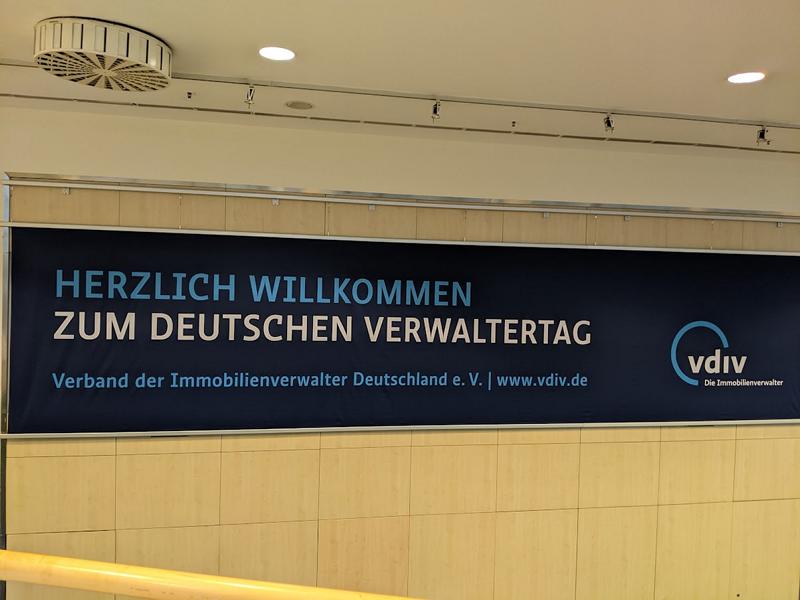 HERZLICH WILLKOMMEN
ZUM DEUTSCHEN VERWALTERTAG
Verband der Immobilienverwalter Deutschland e. V. | www.vdiv.de
vdiv
Die Immobilienverwalter